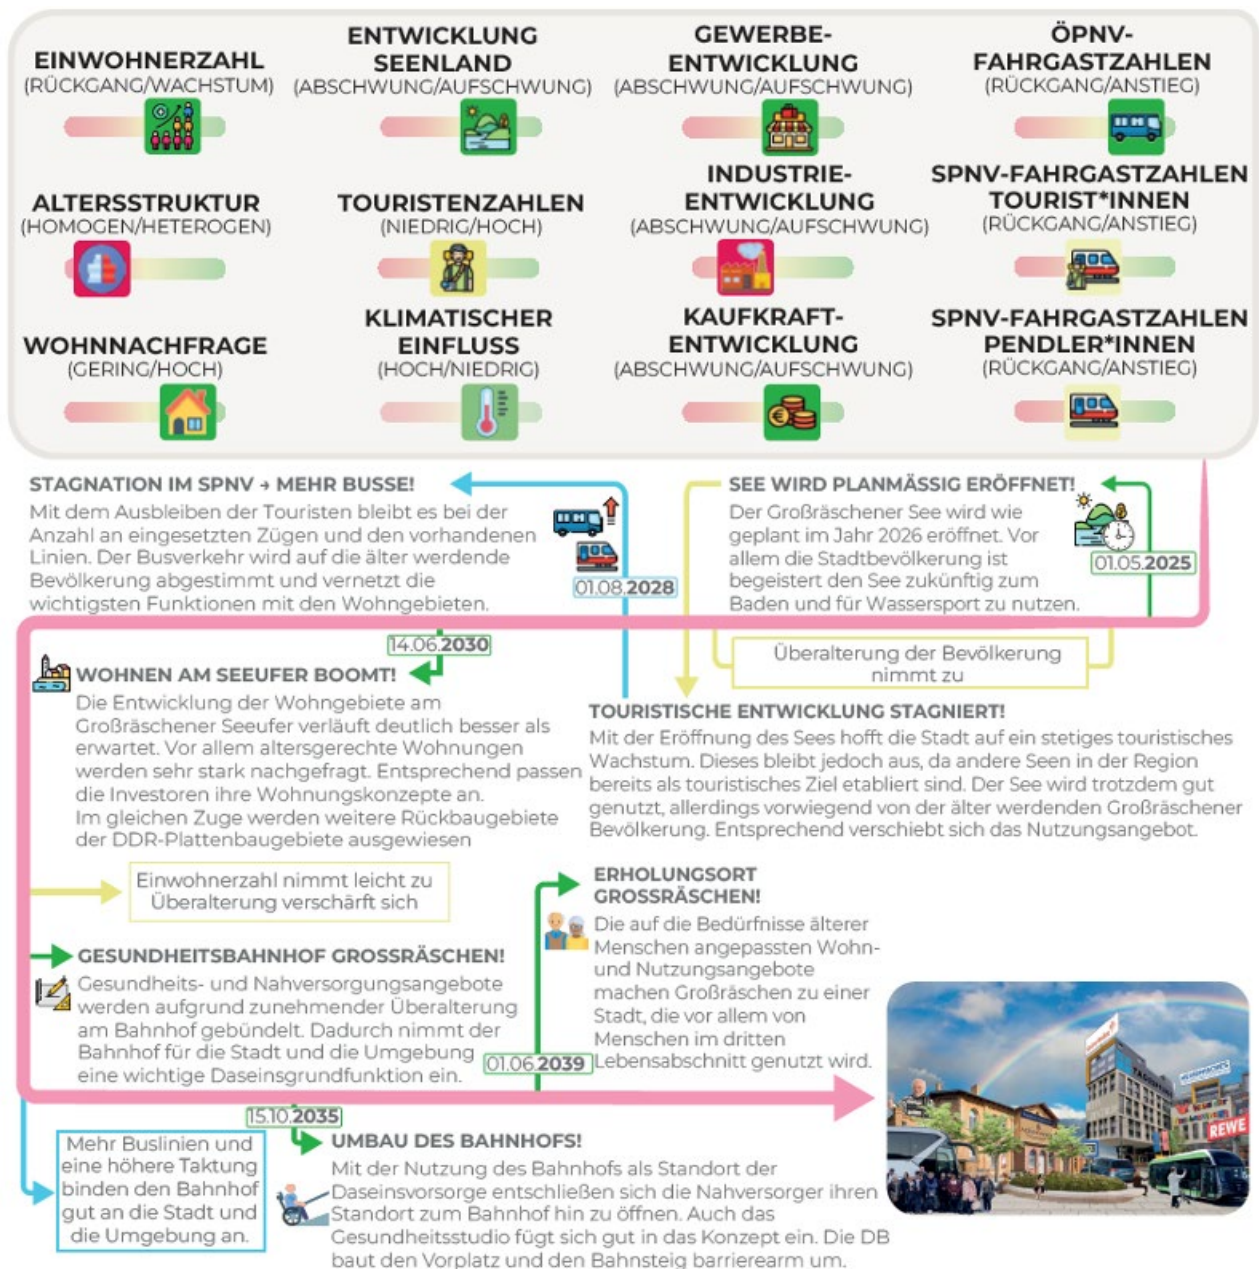 EINWOHNERZAHL
(RÜCKGANG/WACHSTUM)
ENTWICKLUNG
SEENLAND
(ABSCHWUNG/AUFSCHWUNG)
GEWERBE-
ENTWICKLUNG
(ABSCHWUNG/AUFSCHWUNG)
ÖPNV-
FAHRGASTZAHLEN
(RÜCKGANG/ANSTIEG)
ALTERSSTRUKTUR
(HOMOGEN/HETEROGEN)
TOURISTENZAHLEN
(NIEDRIG/HOCH)
INDUSTRIE-
ENTWICKLUNG
(ABSCHWUNG/AUFSCHWUNG)
SPNV-FAHRGASTZAHLEN
TOURIST*INNEN
(RÜCKGANG/ANSTIEG)
WOHNNACHFRAGE
(GERING/HOCH)
KLIMATISCHER
EINFLUSS
(HOCH/NIEDRIG)
KAUFKRAFT-
ENTWICKLUNG
(ABSCHWUNG/AUFSCHWUNG)
SPNV-FAHRGASTZAHLEN
PENDLER*INNEN
(RÜCKGANG/ANSTIEG)
SEE WIRD PLANMÄSSIG ERÖFFNET!
Der Großräschener See wird wie
geplant im Jahr 2026 eröffnet. Vor
allem die Stadtbevölkerung ist
begeistert den See zukünftig zum
Baden und für Wassersport zu nutzen.
01.05.2025
Überalterung der Bevölkerung
nimmt zu
TOURISTISCHE ENTWICKLUNG STAGNIERT!
Mit der Eröffnung des Sees hofft die Stadt auf ein stetiges touristisches
Wachstum. Dieses bleibt jedoch aus, da andere Seen in der Region
bereits als touristisches Ziel etabliert sind. Der See wird trotzdem gut
genutzt, allerdings vorwiegend von der älter werdenden Großräschener
Bevölkerung. Entsprechend verschiebt sich das Nutzungsangebot.
STAGNATION IM SPNV → MEHR BUSSE!
Mit dem Ausbleiben der Touristen bleibt es bei der
Anzahl an eingesetzten Zügen und den vorhandenen
Linien. Der Busverkehr wird auf die älter werdende
Bevölkerung abgestimmt und vernetzt die
wichtigsten Funktionen mit den Wohngebieten.
01.08.2028
14.06.2030
WOHNEN AM SEEUFER BOOMT!
Die Entwicklung der Wohngebiete am
Großräschener Seeufer verläuft deutlich besser als
erwartet. Vor allem altersgerechte Wohnungen
werden sehr stark nachgefragt. Entsprechend passen
die Investoren ihre Wohnungskonzepte an.
Im gleichen Zuge werden weitere Rückbaugebiete
der DDR-Plattenbaugebiete ausgewiesen
Einwohnerzahl nimmt leicht zu
Überalterung verschärft sich
GESUNDHEITSBAHNHOF GROSSRÄSCHEN!
Gesundheits- und Nahversorgungsangebote
werden aufgrund zunehmender Überalterung
am Bahnhof gebündelt. Dadurch nimmt der
Bahnhof für die Stadt und die Umgebung
eine wichtige Daseinsgrundfunktion ein.
Mehr Buslinien und
eine höhere Taktung
binden den Bahnhof
gut an die Stadt und
die Umgebung an.
15.10.2035
UMBAU DES BAHNHOFS!
Mit der Nutzung des Bahnhofs als Standort der
Daseinsvorsorge entschließen sich die Nahversorger ihren
Standort zum Bahnhof hin zu öffnen. Auch das
Gesundheitsstudio fügt sich gut in das Konzept ein. Die DB
baut den Vorplatz und den Bahnsteig barrierearm um.
01.06.2039
ERHOLUNGSORT
GROSSRÄSCHEN!
Die auf die Bedürfnisse älterer
Menschen angepassten Wohn-
und Nutzungsangebote
machen Großräschen zu einer
Stadt, die vor allem von
Menschen im dritten
Lebensabschnitt genutzt wird.
REWE